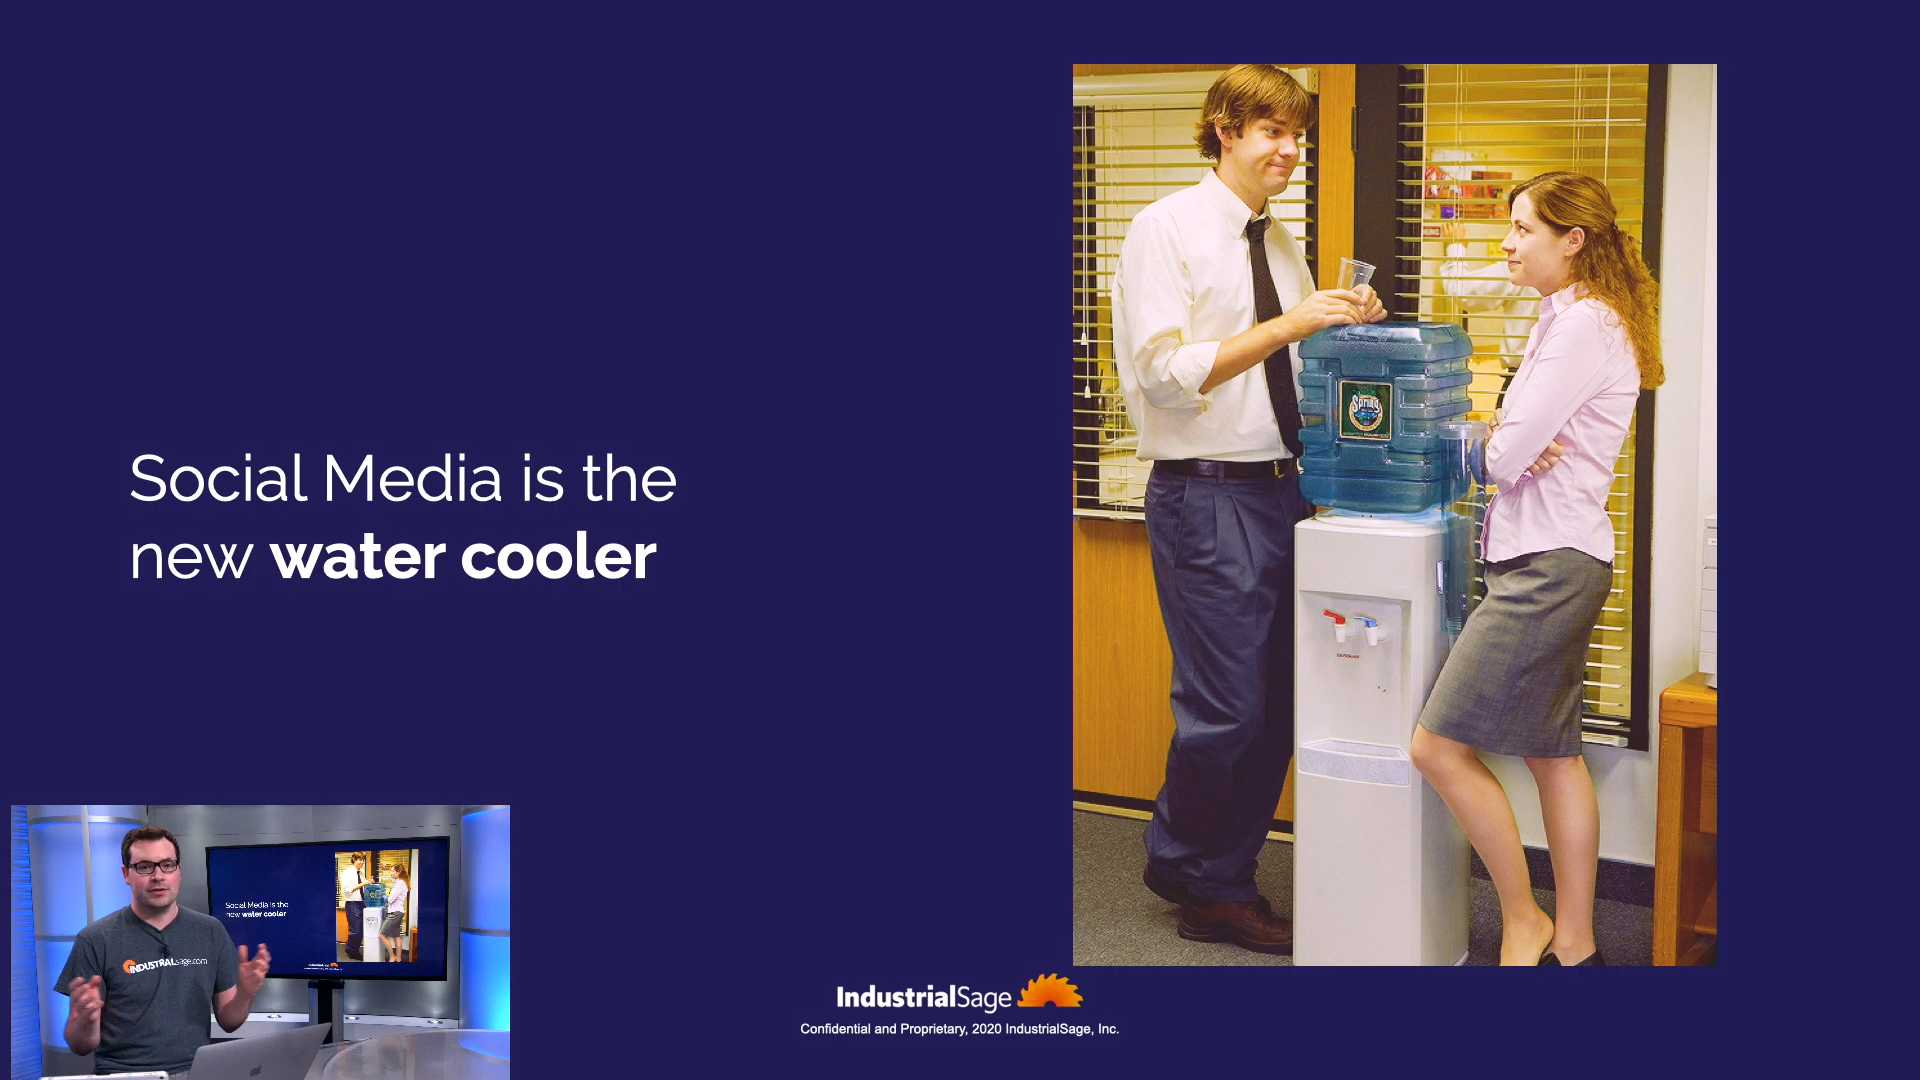 Social Media is the
new water cooler
Spring
INDUSTRIALsage.com
Social Media is the
new water cooler
IndustrialSage
Confidential and Proprietary, 2020 IndustrialSage, Inc.